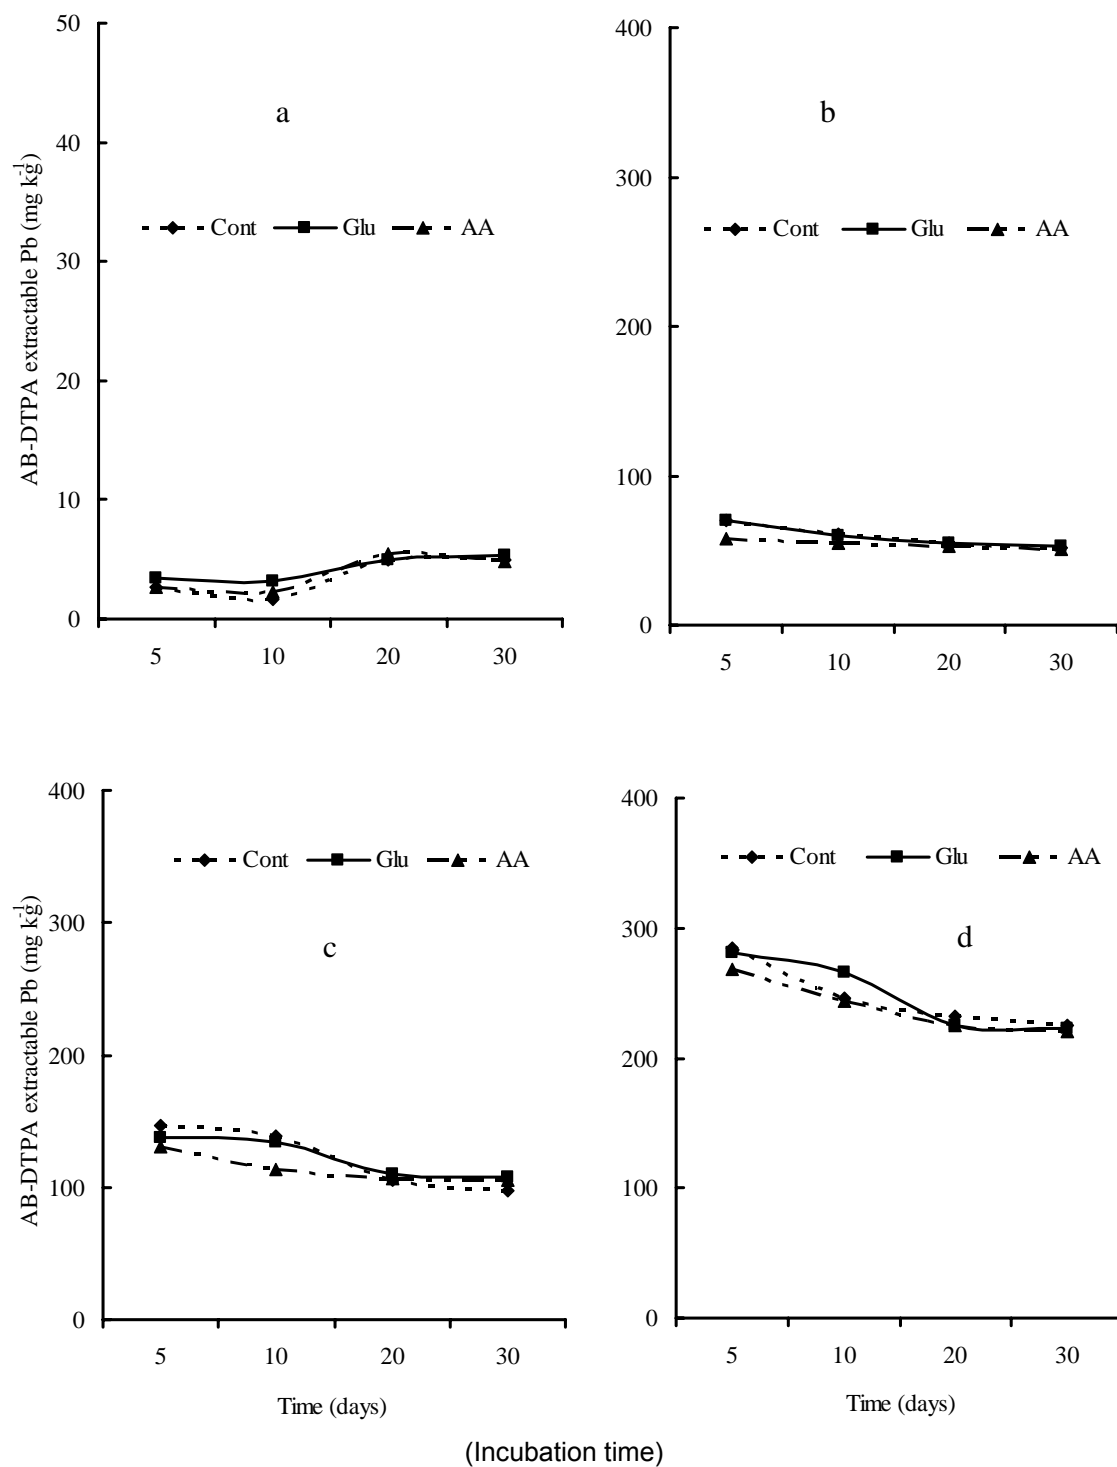 50
40
30
20
10
0
AB-DTPA extractable Pb (mg kg-1)
a
Cont Glu AA
5 10 20 30
400
300
200
100
0
b
Cont Glu AA
5 10 20 30
400
300
200
100
0
AB-DTPA extractable Pb (mg kg-1)
Cont Glu AA
c
5 10 20 30
Time (days)
400
300
200
100
0
Cont Glu AA
d
5 10 20 30
Time (days)
(Incubation time)